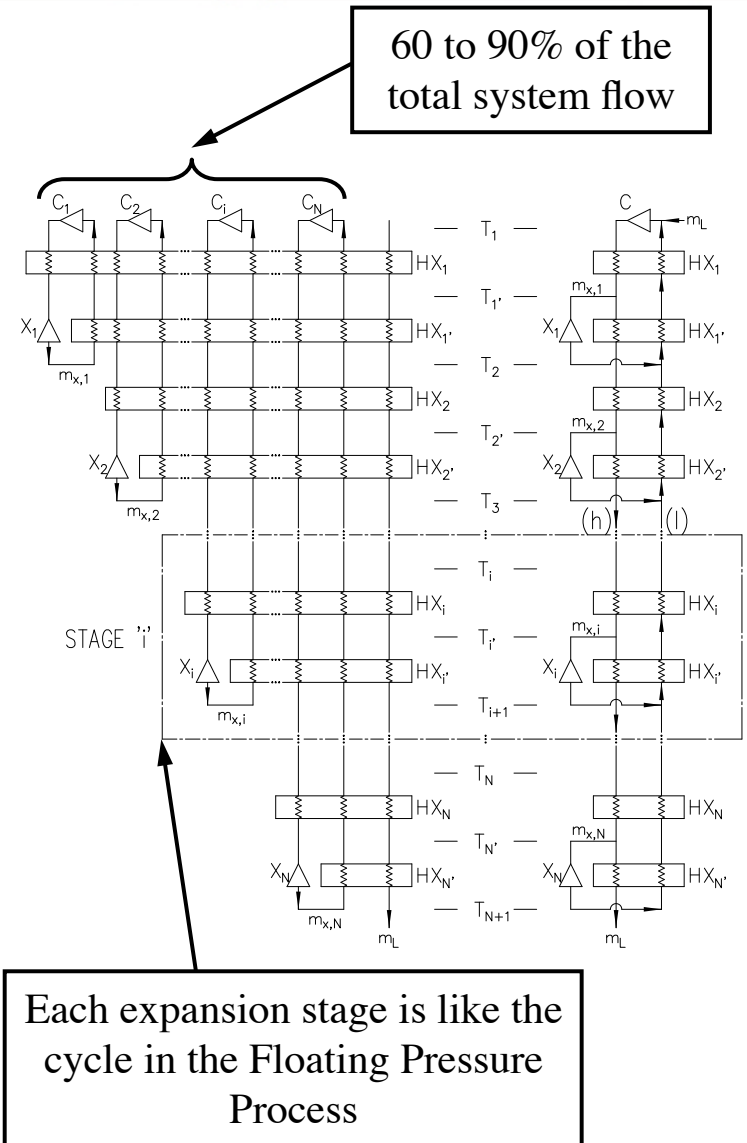 60 to 90% of the
total system flow
C1 C2 Ci CN C mL
T1
HX1 HX1
mx,1
T1'
X1 HX1' X1 HX1'
mx,1 T2
HX2 HX2
mx,2
T2'
X2 HX2' X2 HX2'
mx,2 T3
(h) (l)
Ti
HXi
STAGE 'i' mx,i
Ti'
Xi Xi HXi'
mx,i Ti+1
TN
HXN HXN
mx,N
TN'
XN HXN' XN HXN'
mx,N TN+1
mL mL
Each expansion stage is like the
cycle in the Floating Pressure
Process